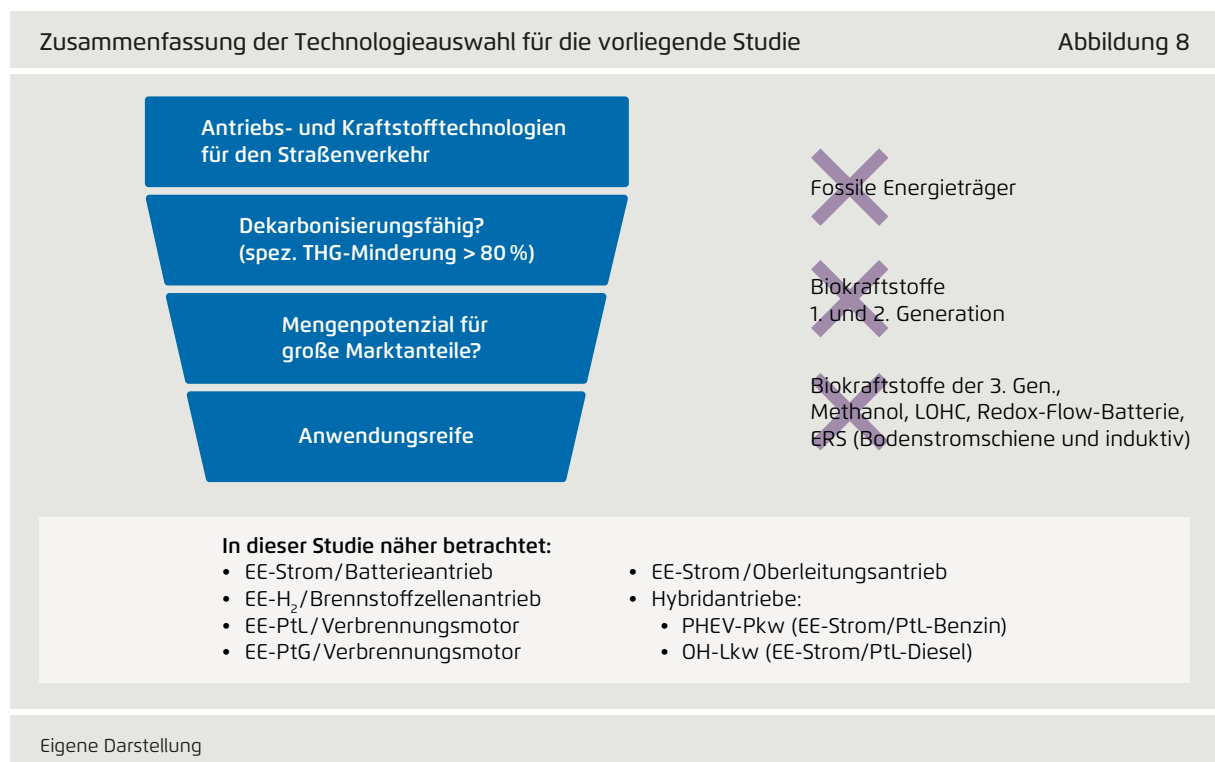 Zusammenfassung der Technologieauswahl für die vorliegende Studie
Abbildung 8
Antriebs- und Kraftstofftechnologien
für den Straßenverkehr
Fossile Energieträger
Dekarbonisierungsfähig?
(spez. THG-Minderung > 80 %)
Biokraftstoffe
1. und 2. Generation
Mengenpotenzial für
große Marktanteile?
Biokraftstoffe der 3. Gen.,
Methanol, LOHC, Redox-Flow-Batterie,
ERS (Bodenstromschiene und induktiv)
Anwendungsreife
In dieser Studie näher betrachtet:
• EE-Strom/Batterieantrieb
• EE-H₂/Brennstoffzellenantrieb
• EE-PtL/Verbrennungsmotor
• EE-PtG/Verbrennungsmotor
• EE-Strom/Oberleitungsantrieb
• Hybridantriebe:
• PHEV-Pkw (EE-Strom/PtL-Benzin)
• OH-Lkw (EE-Strom/PtL-Diesel)
Eigene Darstellung